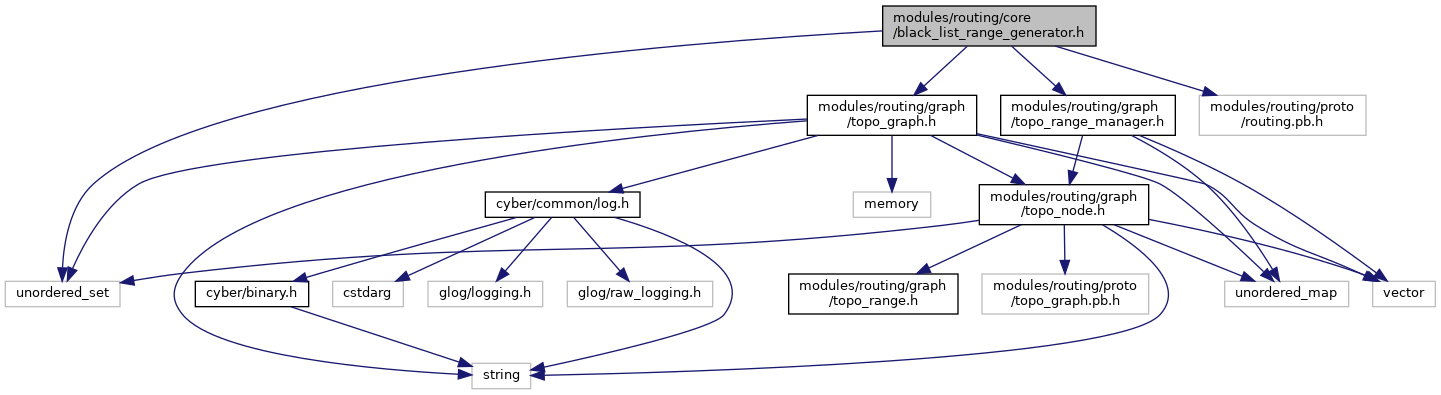 modules/routing/core
/black_list_range_generator.h
modules/routing/graph
/topo_graph.h
modules/routing/graph
/topo_range_manager.h
modules/routing/proto
/routing.pb.h
cyber/common/log.h
memory
modules/routing/graph
/topo_node.h
unordered_set
cyber/binary.h
cstdarg
glog/logging.h
glog/raw_logging.h
modules/routing/graph
/topo_range.h
modules/routing/proto
/topo_graph.pb.h
unordered_map
vector
string